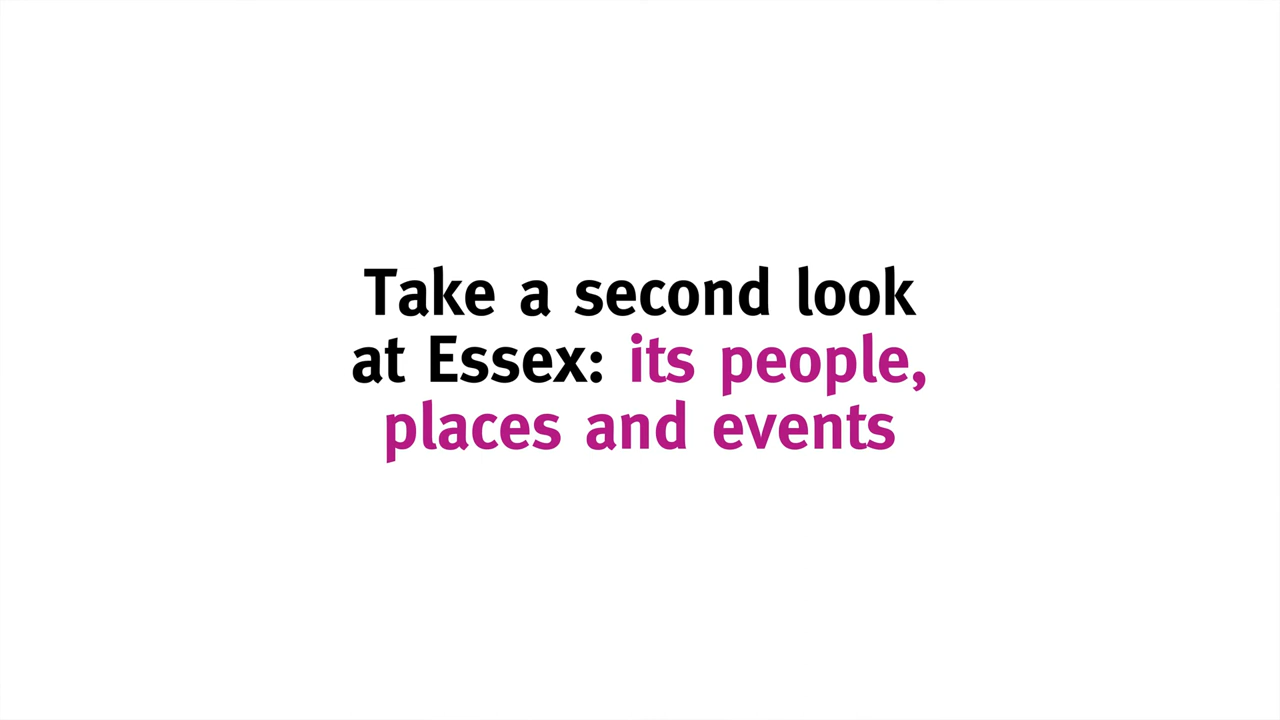 Take a second look
at Essex: its people,
places and events